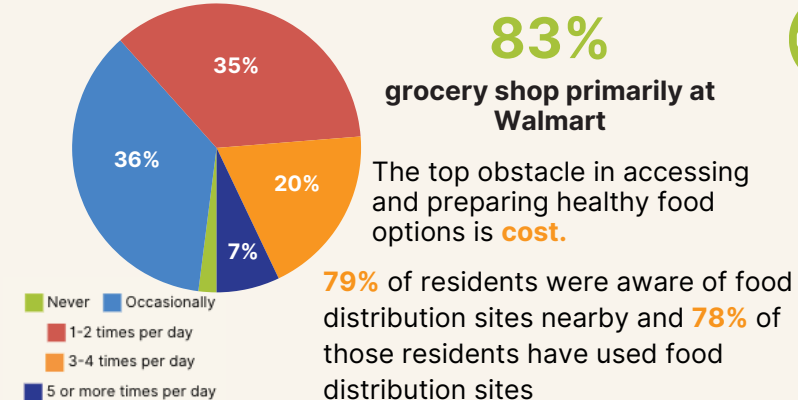 35%
36%
20%
7%
Never
Occasionally
1-2 times per day
3-4 times per day
5 or more times per day
83%
grocery shop primarily at
Walmart
The top obstacle in accessing
and preparing healthy food
options is cost.
79% of residents were aware of food
distribution sites nearby and 78% of
those residents have used food
distribution sites